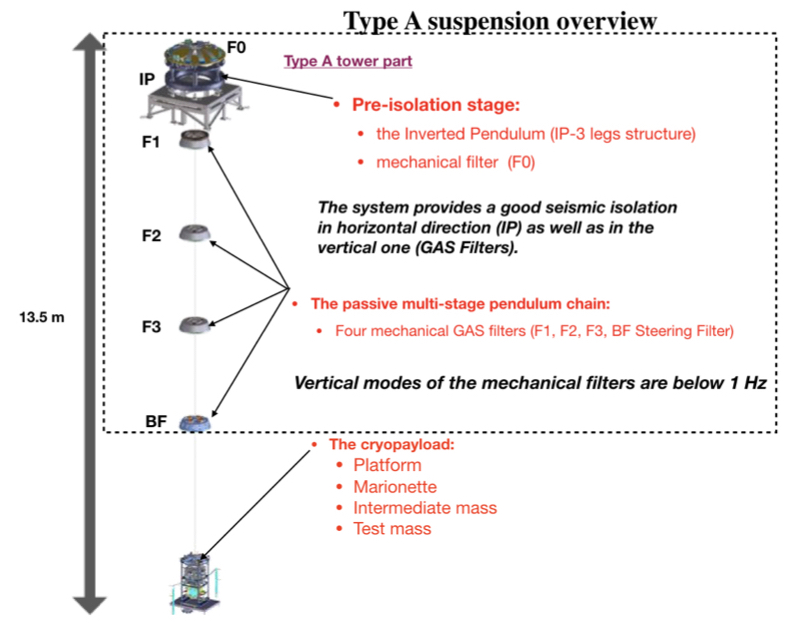 Type A suspension overview
F0
Type A tower part
IP
• Pre-isolation stage:
• the Inverted Pendulum (IP-3 legs structure)
F1
• mechanical filter (F0)
The system provides a good seismic isolation
in horizontal direction (IP) as well as in the
vertical one (GAS Filters).
F2
• The passive multi-stage pendulum chain:
13.5 m
F3
• Four mechanical GAS filters (F1, F2, F3, BF Steering Filter)
Vertical modes of the mechanical filters are below 1 Hz
BF
• The cryopayload:
• Platform
• Marionette
• Intermediate mass
• Test mass